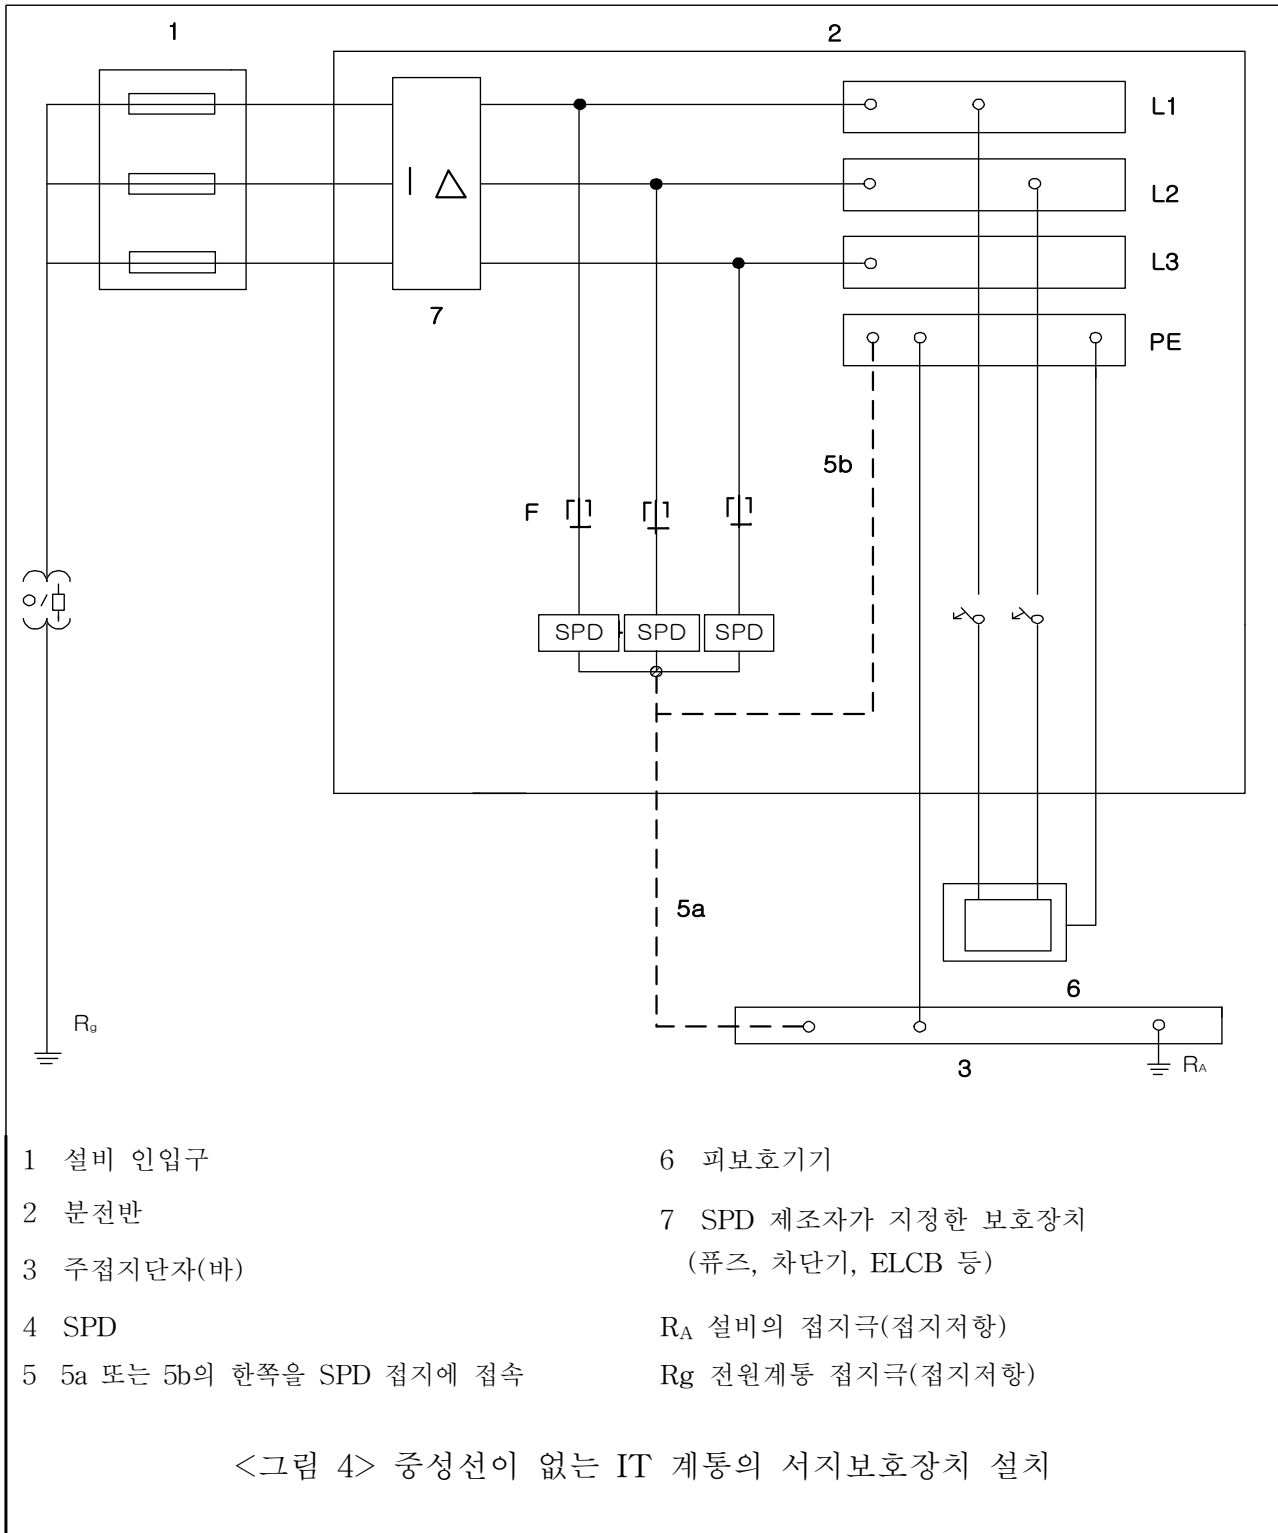 1
2
L1
L2
L3
7
PE
5b
F
SPD SPD SPD
5a
6
Rg
3
RA
1 설비 인입구
6 피보호기기
2 분전반
7 SPD 제조자가 지정한 보호장치
(퓨즈, 차단기, ELCB 등)
3 주접지단자(바)
4 SPD
RA 설비의 접지극(접지저항)
5 5a 또는 5b의 한쪽을 SPD 접지에 접속
Rg 전원계통 접지극(접지저항)
<그림 4> 중성선이 없는 IT 계통의 서지보호장치 설치